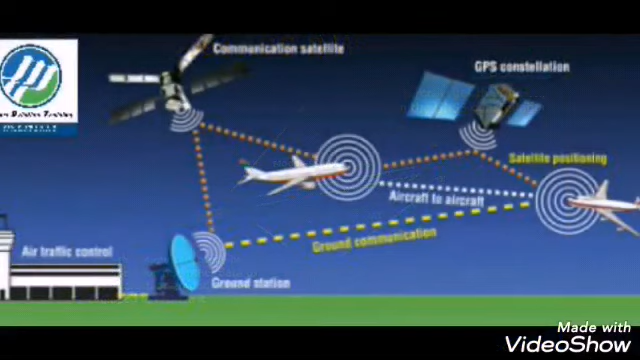 Communication satellite
GPS constellation
Satellite positioning
Aircraft to aircraft
Ground communication
Air traffic control
Ground station
Made with
VideoShow